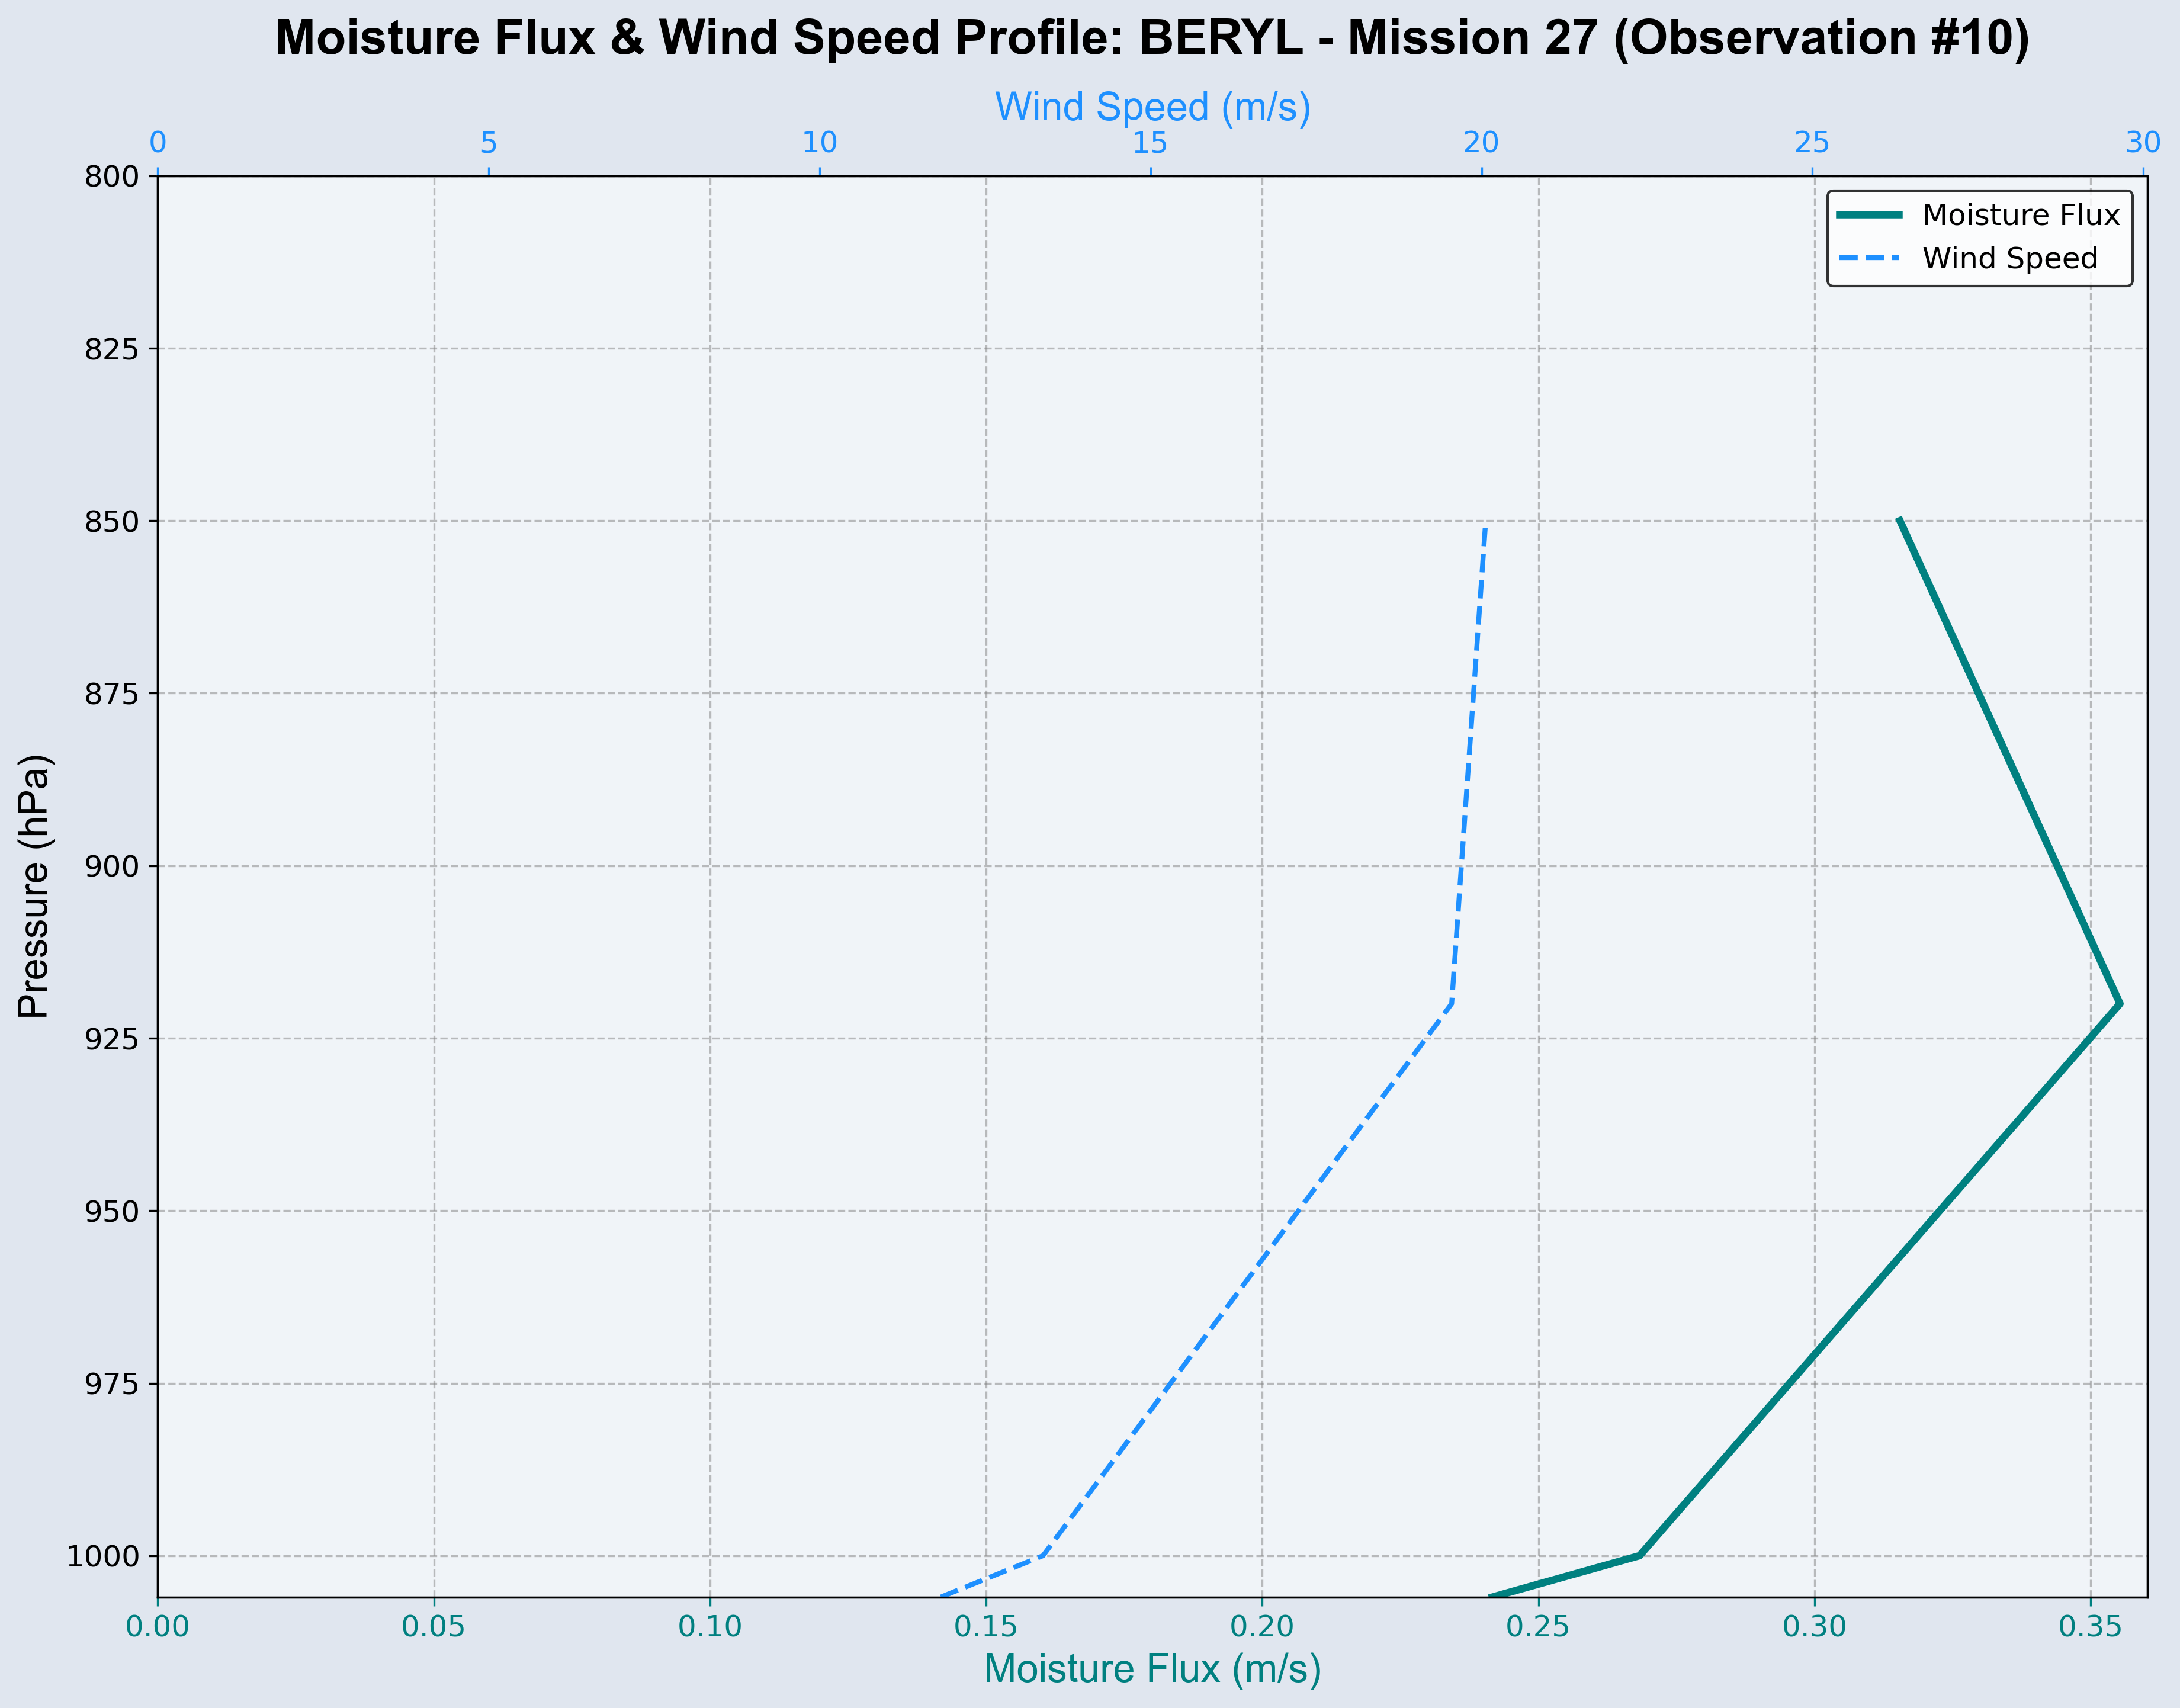 Moisture Flux & Wind Speed Profile: BERYL - Mission 27 (Observation #10)
Wind Speed (m/s)
0 5 10 15 20 25 30
Moisture Flux
Wind Speed
Pressure (hPa)
800
825
850
875
900
925
950
975
1000
0.00 0.05 0.10 0.15 0.20 0.25 0.30 0.35
Moisture Flux (m/s)